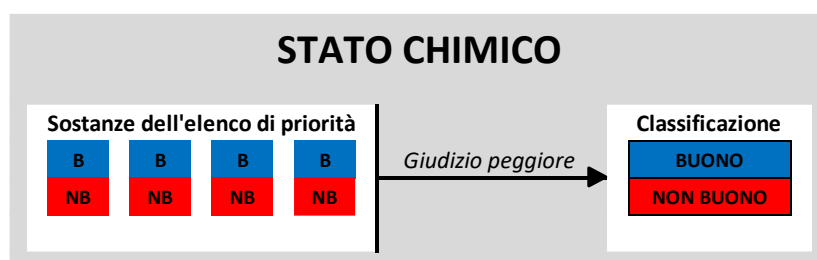 STATO CHIMICO
Sostanze dell'elenco di priorità
B B B B
NB NB NB NB
Giudizio peggiore
Classificazione
BUONO
NON BUONO